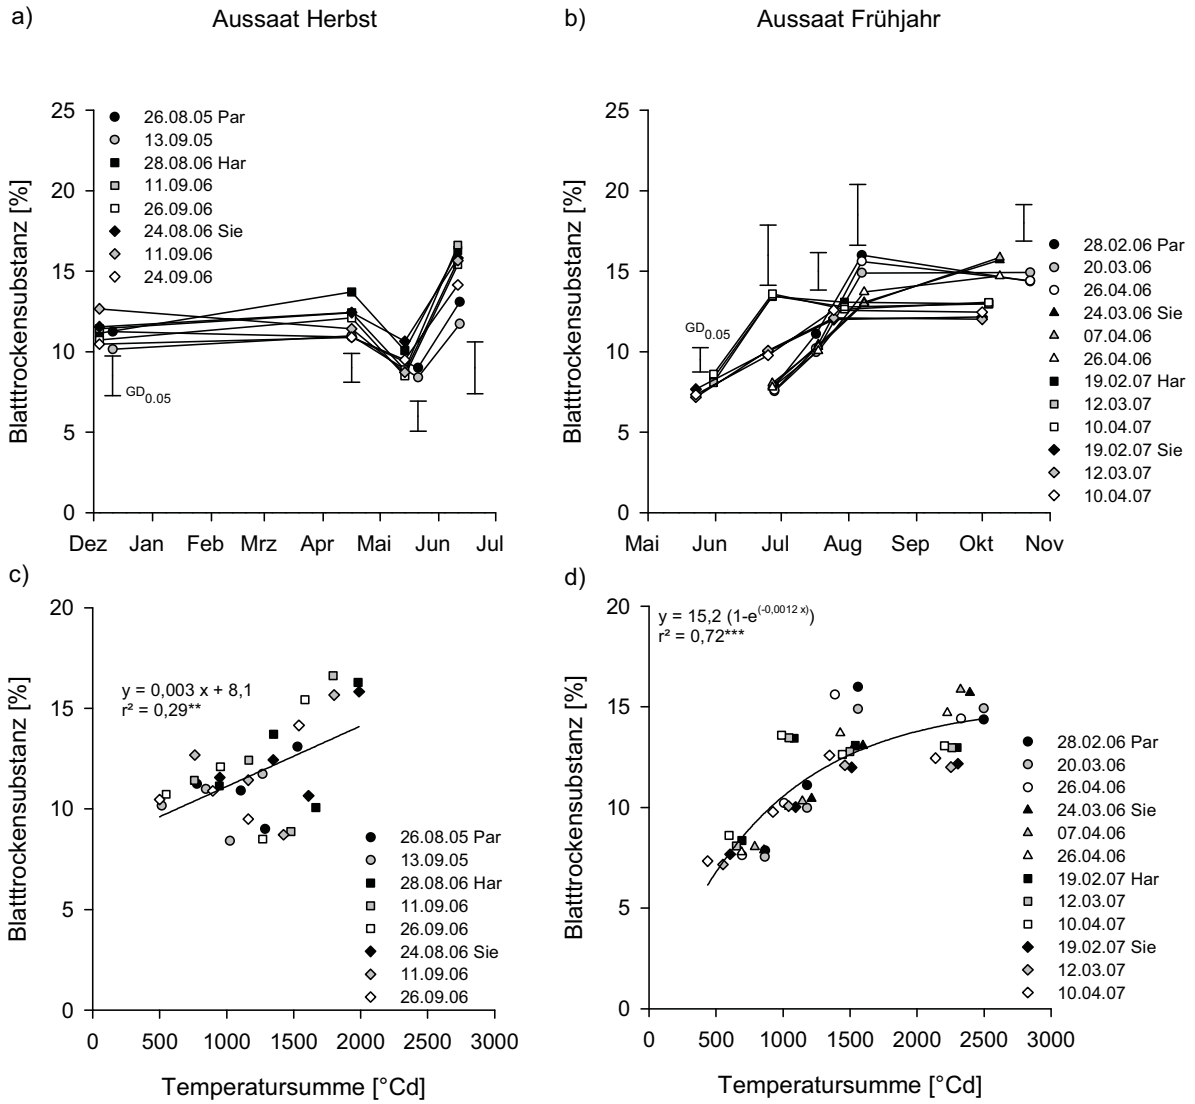 a)
Aussaat Herbst
b)
Aussaat Frühjahr
Blatttrockensubstanz [%]
25
20
15
10
5
0
26.08.05 Par
13.09.05
28.08.06 Har
11.09.06
26.09.06
24.08.06 Sie
11.09.06
24.09.06
GD0.05
Dez Jan Feb Mrz Apr Mai Jun Jul
Blatttrockensubstanz [%]
25
20
15
10
5
0
GD0.05
28.02.06 Par
20.03.06
26.04.06
24.03.06 Sie
07.04.06
26.04.06
19.02.07 Har
12.03.07
10.04.07
19.02.07 Sie
12.03.07
10.04.07
Mai Jun Jul Aug Sep Okt Nov
c)
Blatttrockensubstanz [%]
20
15
10
5
0
y = 0,003 x + 8,1
r² = 0,29**
26.08.05 Par
13.09.05
28.08.06 Har
11.09.06
26.09.06
24.08.06 Sie
11.09.06
26.09.06
0 500 1000 1500 2000 2500 3000
Temperatursumme [°Cd]
d)
Blatttrockensubstanz [%]
20
15
10
5
0
y = 15,2 (1-e(-0,0012 x))
r² = 0,72***
28.02.06 Par
20.03.06
26.04.06
24.03.06 Sie
07.04.06
26.04.06
19.02.07 Har
12.03.07
10.04.07
19.02.07 Sie
12.03.07
10.04.07
0 500 1000 1500 2000 2500 3000
Temperatursumme [°Cd]